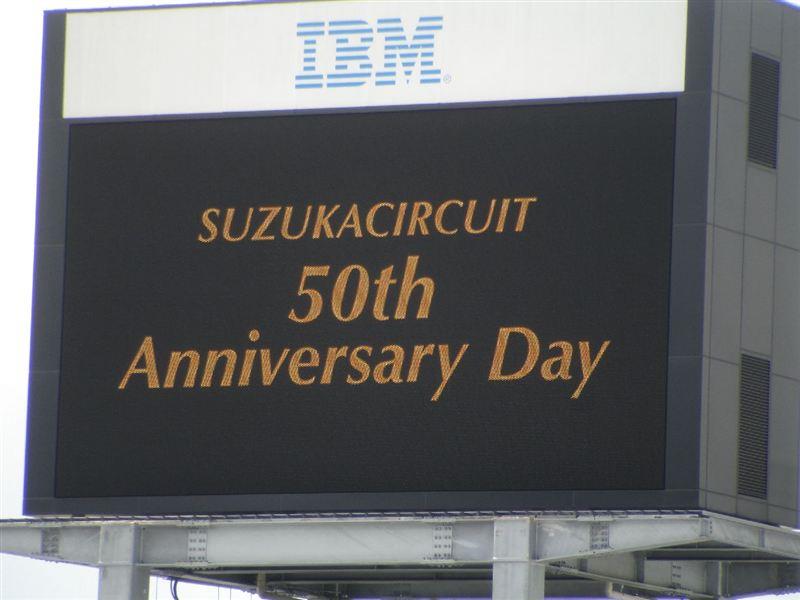 IBM®
SUZUKACIRCUIT
50th
Anniversary Day